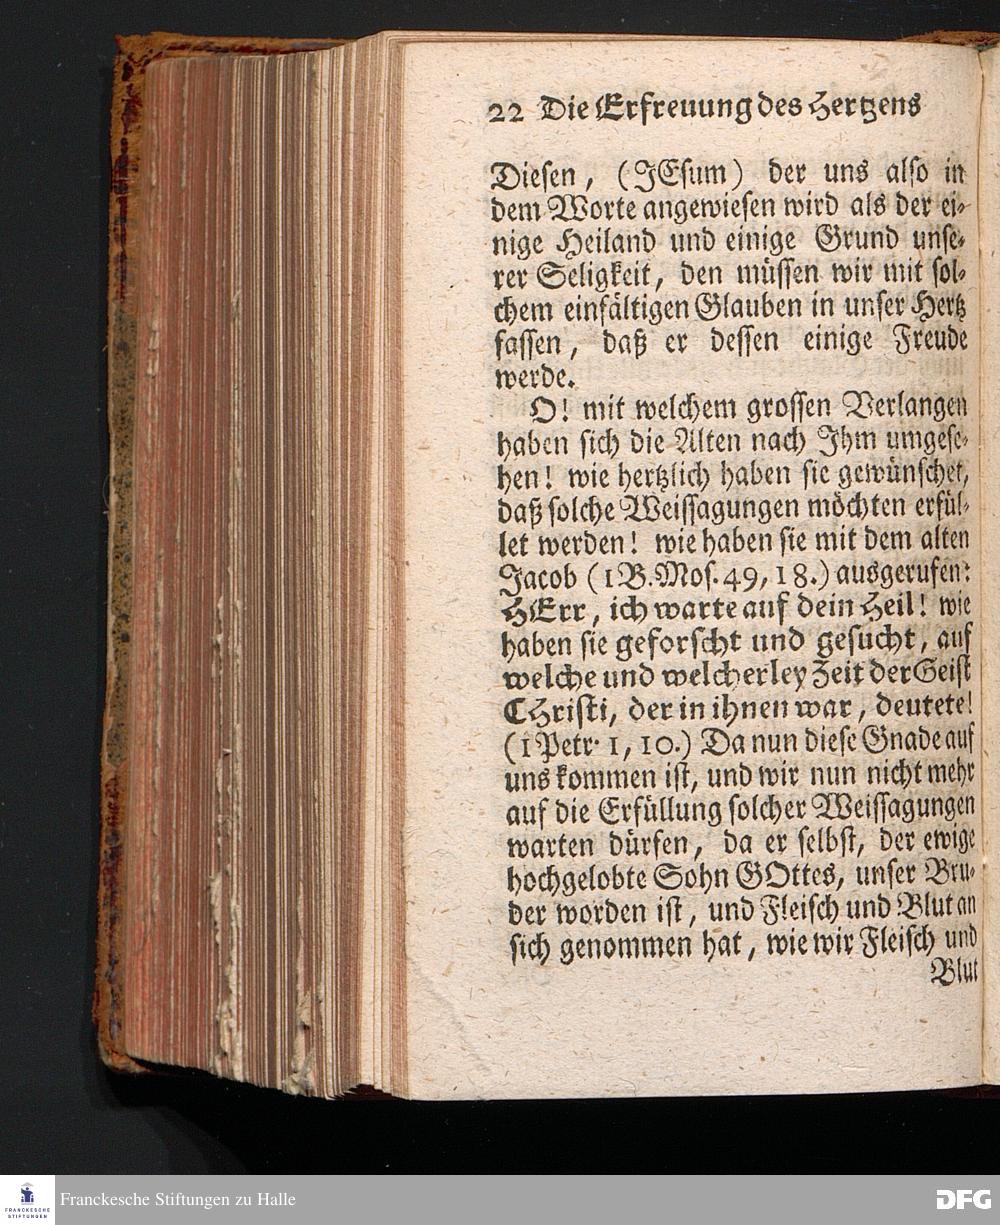 22 Die Erfreuung des Hertzens
Diesen, (JEsum) der uns also in
dem Worte angewiesen wird als der ei-
nige Heiland und einige Grund unse-
rer Seligkeit, den müssen wir mit sol-
chem einfältigen Glauben in unser Hertz
fassen, daß er dessen einige Freude
werde.
O! mit welchem grossen Verlangen
haben sich die Alten nach Jhm umgese-
hen! wie hertzlich haben sie gewünschet,
daß solche Weissagungen möchten erfül-
let werden! wie haben sie mit dem alten
Jacob (1 B. Mos. 49, 18.) ausgerufen:
HErr, ich warte auf dein Heil! wie
haben sie geforscht und gesucht, auf
welche und welcherley Zeit der Geist
CHristi, der in ihnen war, deutete!
(1 Petr. 1, 10.) Da nun diese Gnade auf
uns kommen ist, und wir nun nicht mehr
auf die Erfüllung solcher Weissagungen
warten dürfen, da er selbst, der ewige
hochgelobte Sohn GOttes, unser Bru-
der worden ist, und Fleisch und Blut an
sich genommen hat, wie wir Fleisch und
Blut
FRANCKESCHE
STIFTUNGEN
Franckesche Stiftungen zu Halle
DFG